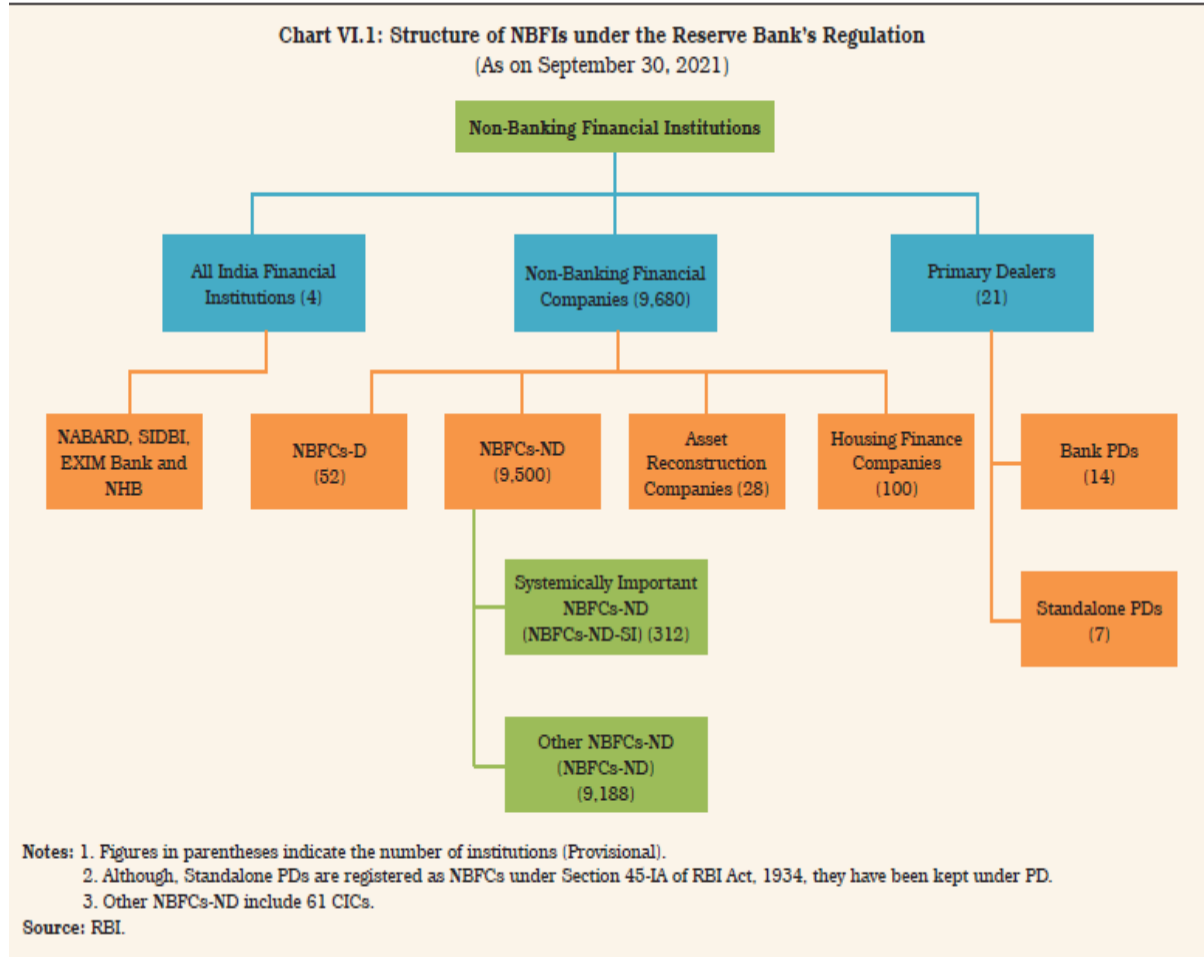 Chart VI.1: Structure of NBFIs under the Reserve Bank's Regulation
(As on September 30, 2021)
Non-Banking Financial Institutions
All India Financial
Institutions (4)
Non-Banking Financial
Companies (9,680)
Primary Dealers
(21)
NABARD, SIDBI,
EXIM Bank and
NHB
NBFCs-D
(52)
NBFCs-ND
(9,500)
Asset
Reconstruction
Companies (28)
Housing Finance
Companies
(100)
Bank PDs
(14)
Systemically Important
NBFCs-ND
(NBFCs-ND-SI) (312)
Standalone PDs
(7)
Other NBFCs-ND
(NBFCs-ND)
(9,188)
Notes: 1. Figures in parentheses indicate the number of institutions (Provisional).
2. Although, Standalone PDs are registered as NBFCs under Section 45-IA of RBI Act, 1934, they have been kept under PD.
3. Other NBFCs-ND include 61 CICs.
Source: RBI.